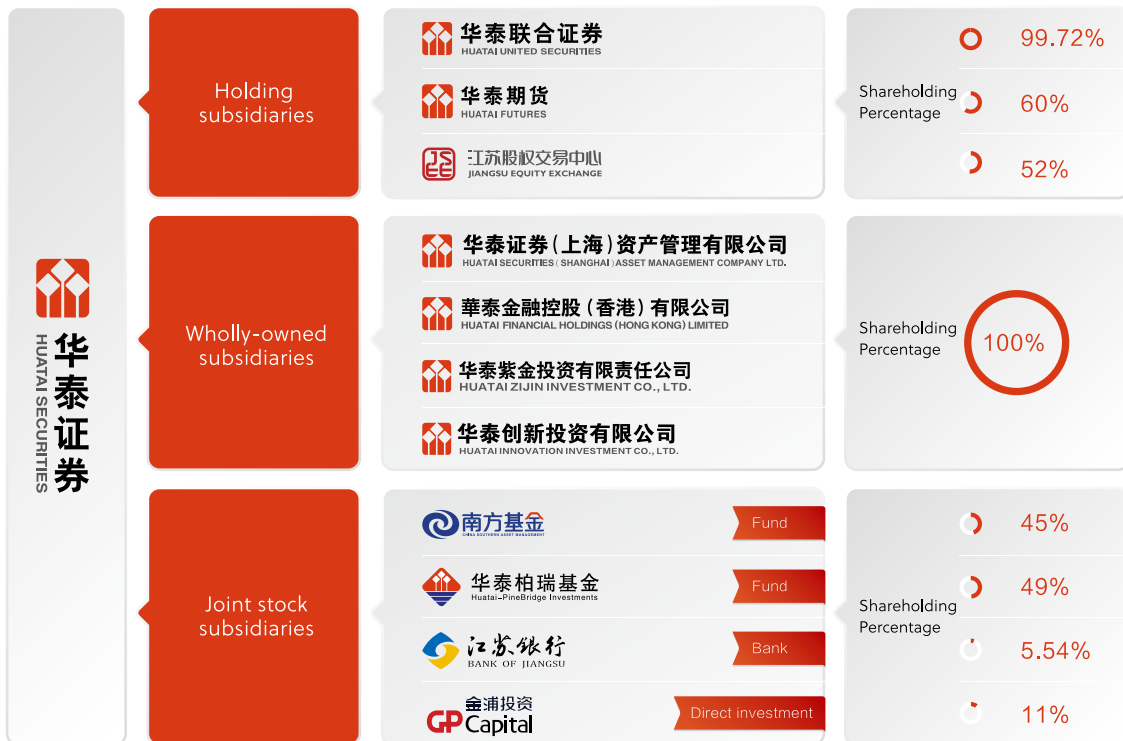 华泰证券
HUATAI SECURITIES
Holding
subsidiaries
华泰联合证券
HUATAI UNITED SECURITIES
华泰期货
HUATAI FUTURES
JS
EE
江苏股权交易中心
JIANGSU EQUITY EXCHANGE
Shareholding
Percentage
99.72%
60%
52%
Wholly-owned
subsidiaries
华泰证券(上海)资产管理有限公司
HUATAI SECURITIES (SHANGHAI) ASSET MANAGEMENT COMPANY LTD.
華泰金融控股(香港)有限公司
HUATAI FINANCIAL HOLDINGS (HONG KONG) LIMITED
华泰紫金投资有限责任公司
HUATAI ZIJIN INVESTMENT CO., LTD.
华泰创新投资有限公司
HUATAI INNOVATION INVESTMENT CO., LTD.
Shareholding
Percentage
100%
Joint stock
subsidiaries
南方基金
CHINA SOUTHERN ASSET MANAGEMENT
Fund
华泰柏瑞基金
Huatai-PineBridge Investments
Fund
江苏银行
BANK OF JIANGSU
Bank
金浦投资
GP Capital
Direct investment
Shareholding
Percentage
45%
49%
5.54%
11%